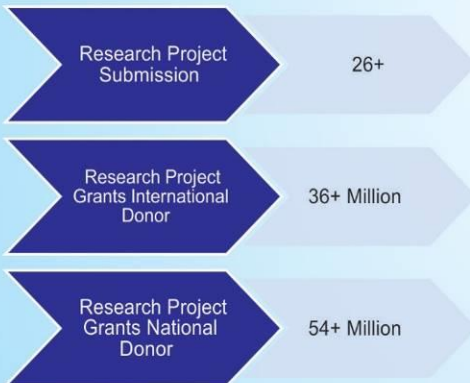 Research Project
Submission
26+
Research Project
Grants International
Donor
36+ Million
Research Project
Grants National
Donor
54+ Million